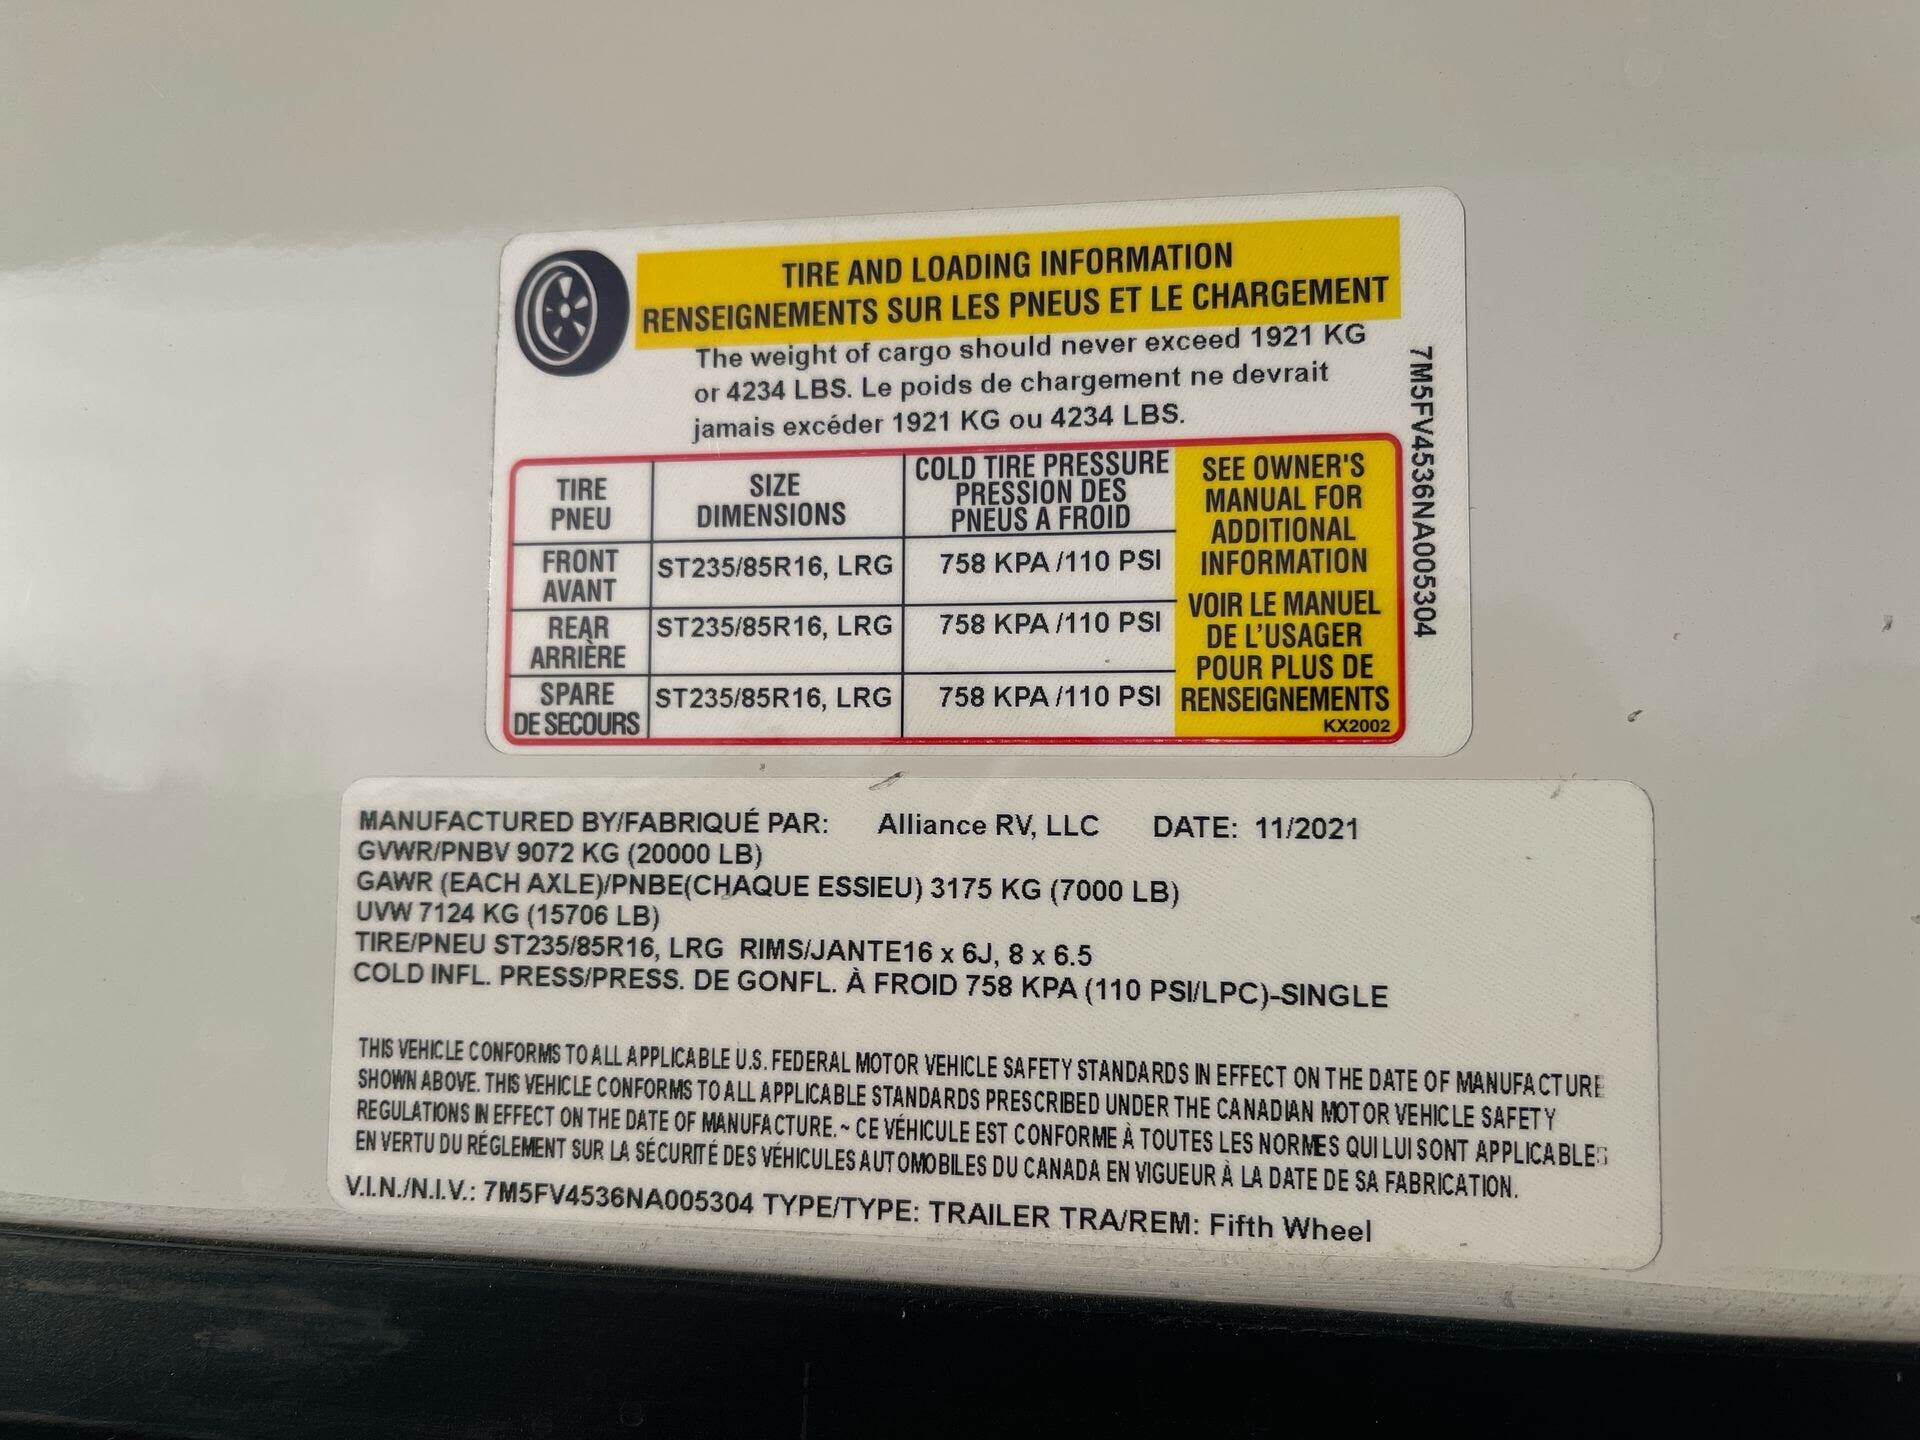 TIRE AND LOADING INFORMATION
RENSEIGNEMENTS SUR LES PNEUS ET LE CHARGEMENT
The weight of cargo should never exceed 1921 KG
or 4234 LBS. Le poids de chargement ne devrait
jamais excéder 1921 KG ou 4234 LBS.
TIRE
PNEU
SIZE
DIMENSIONS
COLD TIRE PRESSURE
PRESSION DES
PNEUS A FROID
FRONT
AVANT
ST235/85R16, LRG
758 KPA /110 PSI
REAR
ARRIÈRE
ST235/85R16, LRG
758 KPA /110 PSI
SPARE
DE SECOURS
ST235/85R16, LRG
758 KPA /110 PSI
SEE OWNER'S
MANUAL FOR
ADDITIONAL
INFORMATION
VOIR LE MANUEL
DE L'USAGER
POUR PLUS DE
RENSEIGNEMENTS
KX2002
7M5FV4536NA005304
MANUFACTURED BY/FABRIQUÉ PAR: Alliance RV, LLC DATE: 11/2021
GVWR/PNBV 9072 KG (20000 LB)
GAWR (EACH AXLE)/PNBE(CHAQUE ESSIEU) 3175 KG (7000 LB)
UVW 7124 KG (15706 LB)
TIRE/PNEU ST235/85R16, LRG RIMS/JANTE16 x 6J, 8 x 6.5
COLD INFL. PRESS/PRESS. DE GONFL. À FROID 758 KPA (110 PSI/LPC)-SINGLE
THIS VEHICLE CONFORMS TO ALL APPLICABLE U.S. FEDERAL MOTOR VEHICLE SAFETY STANDARDS IN EFFECT ON THE DATE OF MANUFACTURE
SHOWN ABOVE. THIS VEHICLE CONFORMS TO ALL APPLICABLE STANDARDS PRESCRIBED UNDER THE CANADIAN MOTOR VEHICLE SAFETY
REGULATIONS IN EFFECT ON THE DATE OF MANUFACTURE. ~ CE VÉHICULE EST CONFORME À TOUTES LES NORMES QUI LUI SONT APPLICABLES
EN VERTU DU RÉGLEMENT SUR LA SÉCURITÉ DES VÉHICULES AUTOMOBILES DU CANADA EN VIGUEUR À LA DATE DE SA FABRICATION.
V.I.N./N.I.V.: 7M5FV4536NA005304 TYPE/TYPE: TRAILER TRA/REM: Fifth Wheel